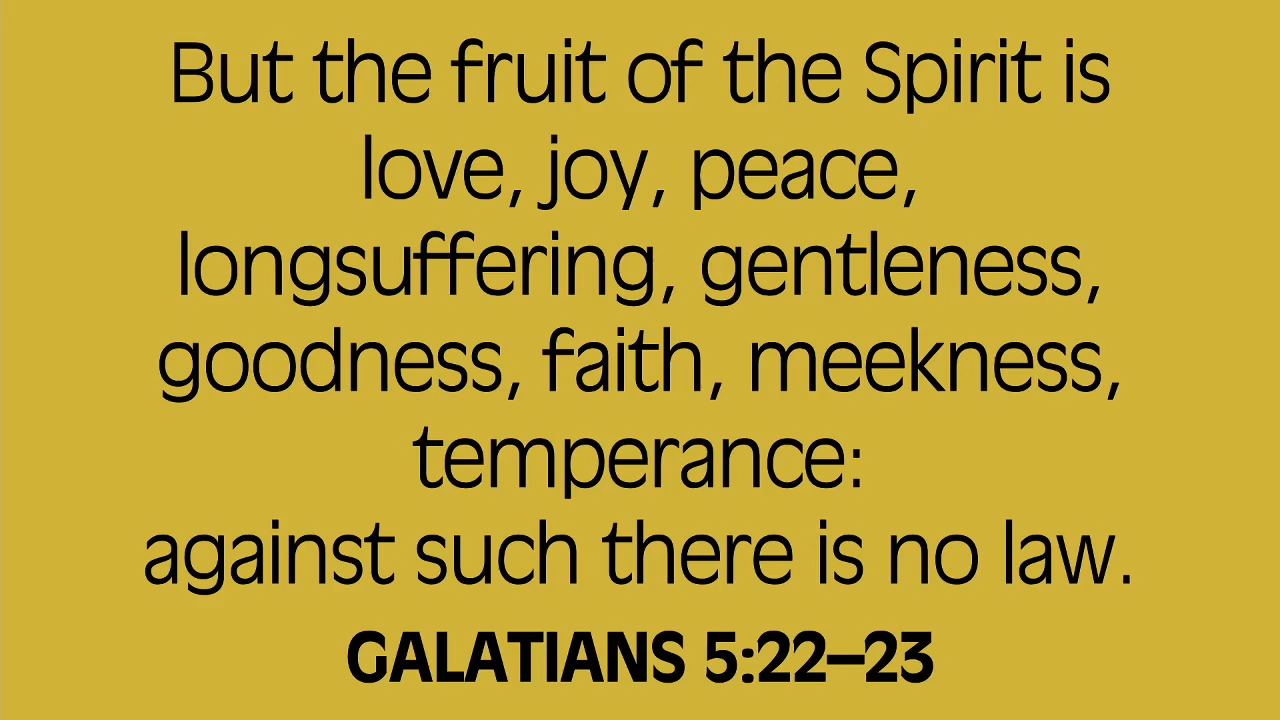 But the fruit of the Spirit is
love, joy, peace,
longsuffering, gentleness,
goodness, faith, meekness,
temperance:
against such there is no law.
GALATIANS 5:22–23